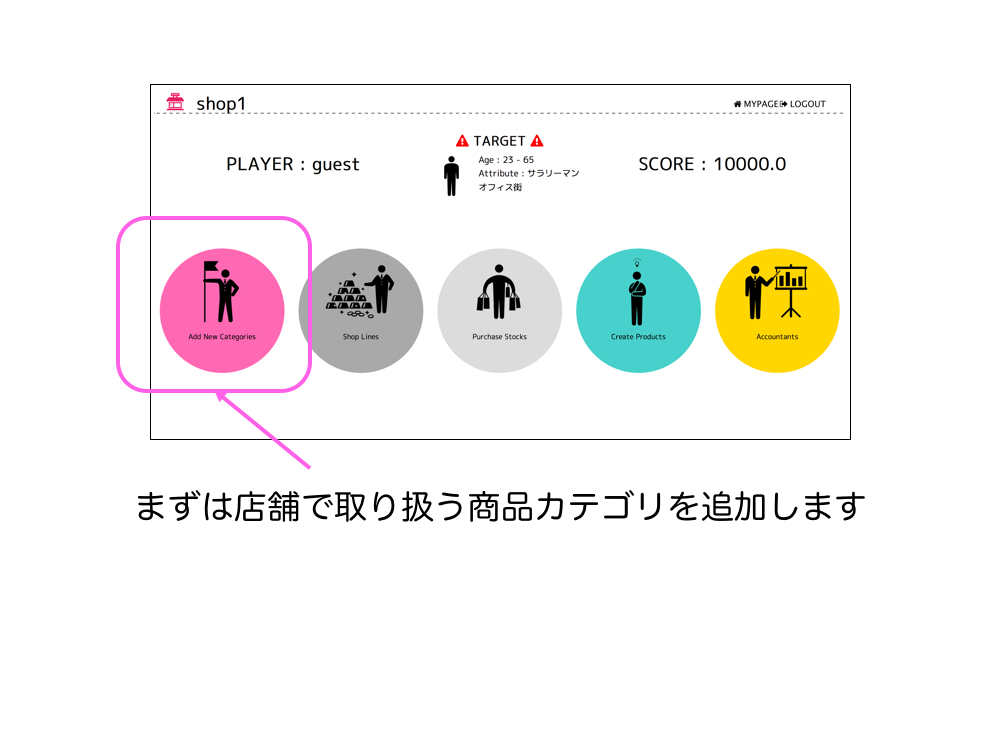 shop1
MYPAGE LOGOUT
TARGET
PLAYER : guest
Age : 23 - 65
Attribute : サラリーマン
オフィス街
SCORE : 10000.0
Add New Categories
Shop Lines
Purchase Stocks
Create Products
Accountants
まずは店舗で取り扱う商品カテゴリを追加します